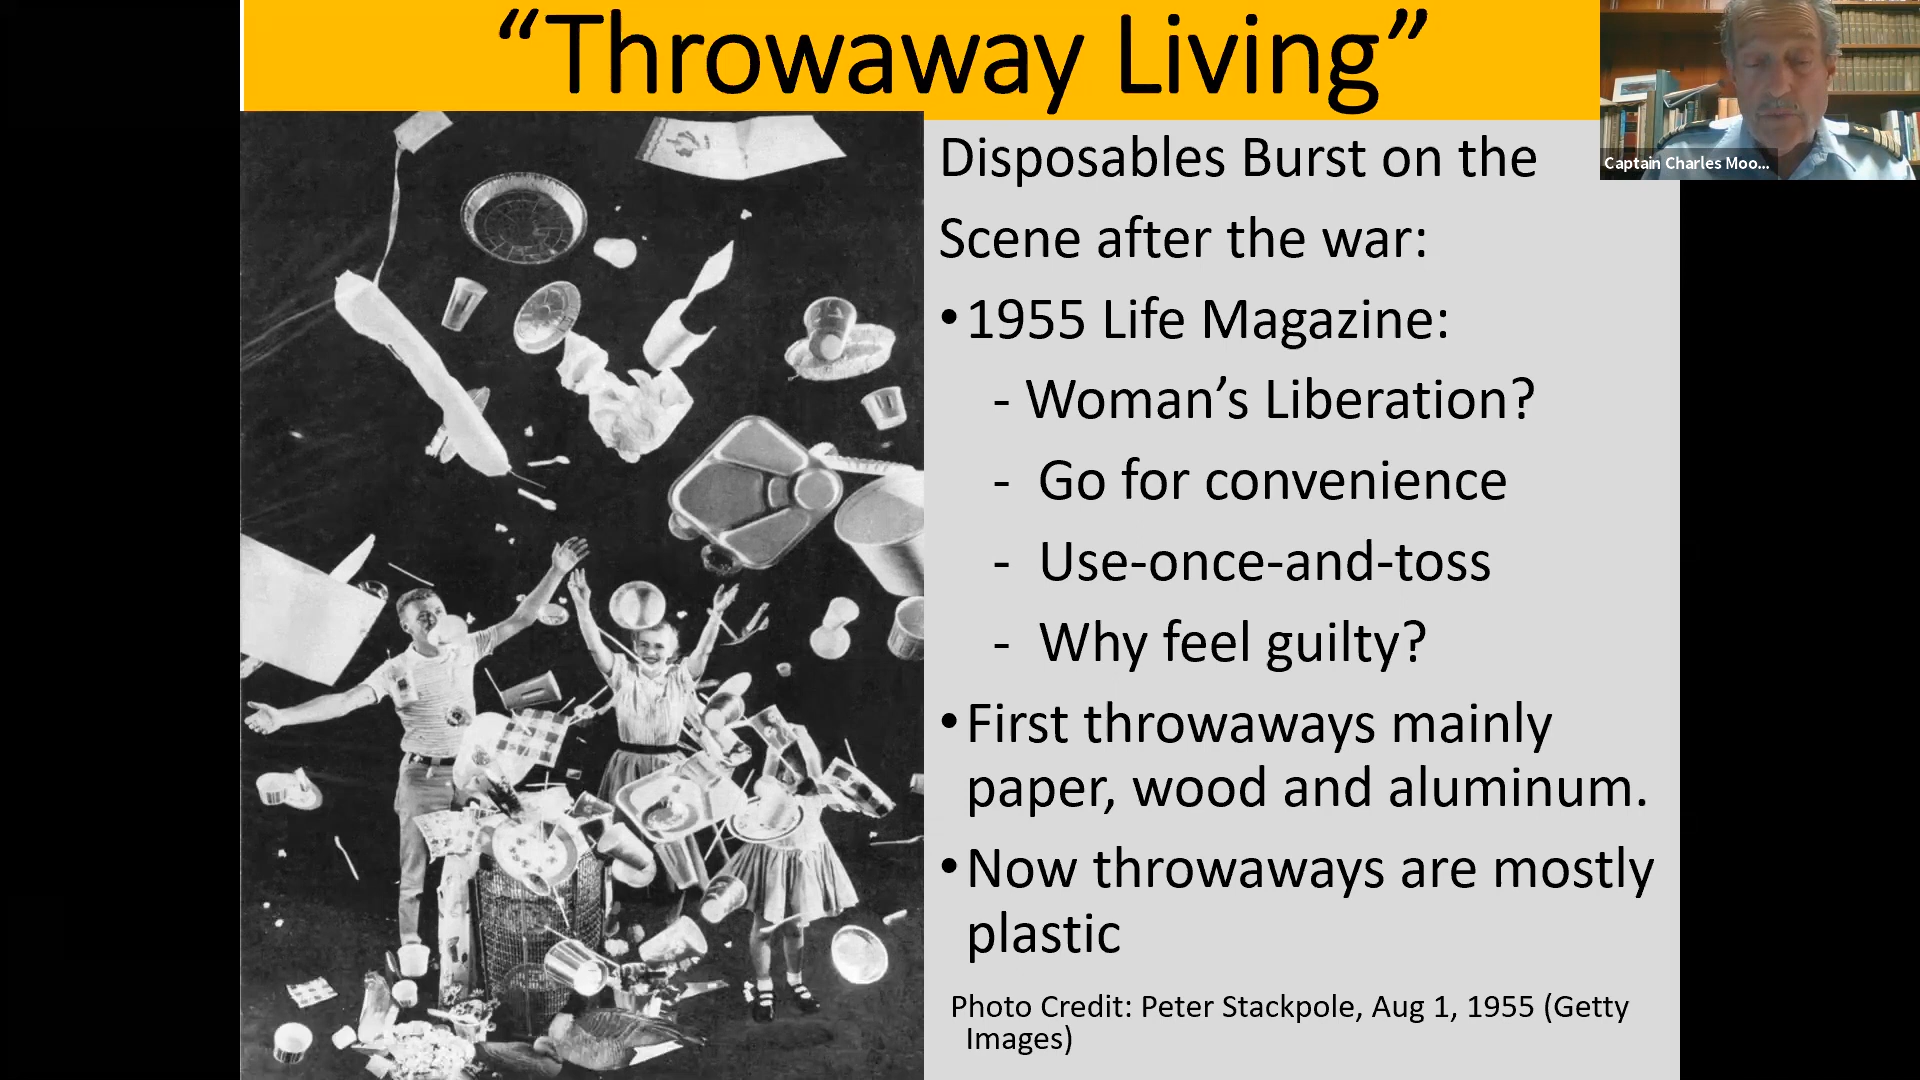 “Throwaway Living”
Captain Charles Moo...
Disposables Burst on the
Scene after the war:
• 1955 Life Magazine:
- Woman’s Liberation?
- Go for convenience
- Use-once-and-toss
- Why feel guilty?
• First throwaways mainly
paper, wood and aluminum.
• Now throwaways are mostly
plastic
Photo Credit: Peter Stackpole, Aug 1, 1955 (Getty
Images)